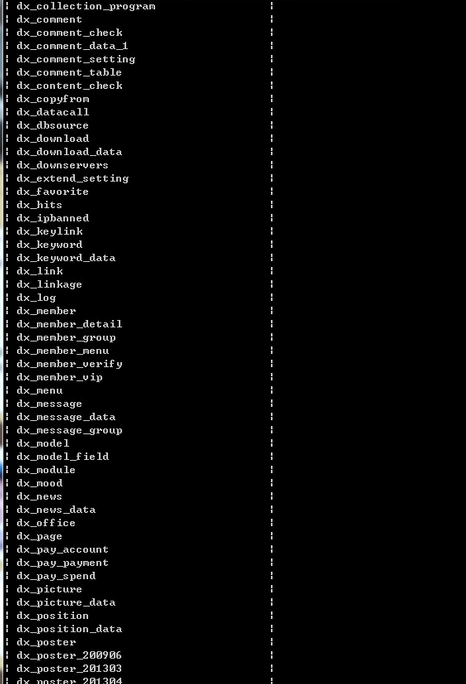 ¦ dx_collection_program ¦
¦ dx_comment ¦
¦ dx_comment_check ¦
¦ dx_comment_data_1 ¦
¦ dx_comment_setting ¦
¦ dx_comment_table ¦
¦ dx_content_check ¦
¦ dx_copyfrom ¦
¦ dx_datacall ¦
¦ dx_dbsource ¦
¦ dx_download ¦
¦ dx_download_data ¦
¦ dx_downservers ¦
¦ dx_extend_setting ¦
¦ dx_favorite ¦
¦ dx_hits ¦
¦ dx_ipbanned ¦
¦ dx_keylink ¦
¦ dx_keyword ¦
¦ dx_keyword_data ¦
¦ dx_link ¦
¦ dx_linkage ¦
¦ dx_log ¦
¦ dx_member ¦
¦ dx_member_detail ¦
¦ dx_member_group ¦
¦ dx_member_menu ¦
¦ dx_member_verify ¦
¦ dx_member_vip ¦
¦ dx_menu ¦
¦ dx_message ¦
¦ dx_message_data ¦
¦ dx_message_group ¦
¦ dx_model ¦
¦ dx_model_field ¦
¦ dx_module ¦
¦ dx_mood ¦
¦ dx_news ¦
¦ dx_news_data ¦
¦ dx_office ¦
¦ dx_page ¦
¦ dx_pay_account ¦
¦ dx_pay_payment ¦
¦ dx_pay_spend ¦
¦ dx_picture ¦
¦ dx_picture_data ¦
¦ dx_position ¦
¦ dx_position_data ¦
¦ dx_poster ¦
¦ dx_poster_200906 ¦
¦ dx_poster_201303 ¦
¦ dx_poster_201304 ¦